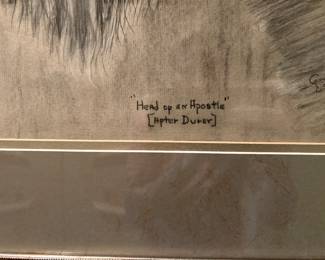 "Head of an Apostle"
[After Durer]